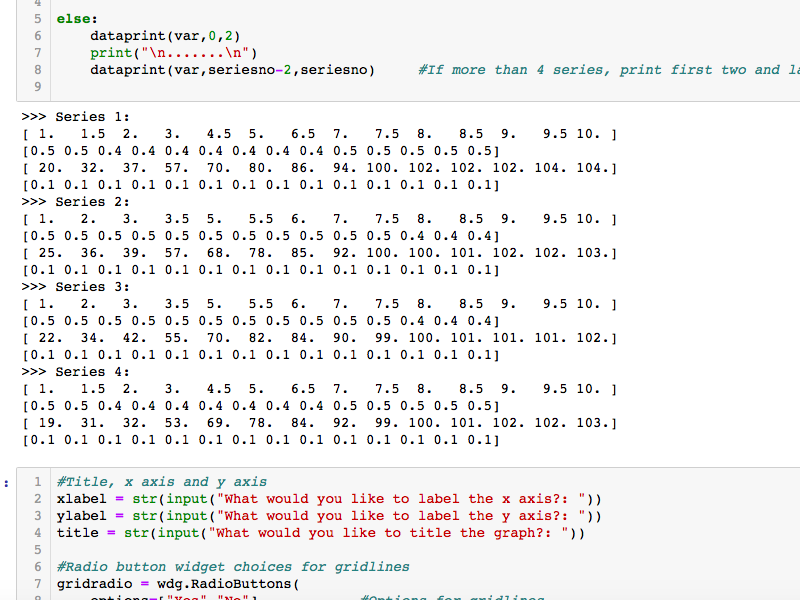 4
5 else:
6 dataprint(var,0,2)
7 print("\n.......\n")
8 dataprint(var,seriesno-2,seriesno) #If more than 4 series, print first two and
9
>>> Series 1:
[ 1. 1.5 2. 3. 4.5 5. 6.5 7. 7.5 8. 8.5 9. 9.5 10. ]
[0.5 0.5 0.4 0.4 0.4 0.4 0.4 0.4 0.4 0.5 0.5 0.5 0.5 0.5]
[ 20. 32. 37. 57. 70. 80. 86. 94. 100. 102. 102. 102. 104. 104.]
[0.1 0.1 0.1 0.1 0.1 0.1 0.1 0.1 0.1 0.1 0.1 0.1 0.1 0.1]
>>> Series 2:
[ 1. 2. 3. 3.5 5. 5.5 6. 7. 7.5 8. 8.5 9. 9.5 10. ]
[0.5 0.5 0.5 0.5 0.5 0.5 0.5 0.5 0.5 0.5 0.5 0.4 0.4 0.4]
[ 25. 36. 39. 57. 68. 78. 85. 92. 100. 100. 101. 102. 102. 103.]
[0.1 0.1 0.1 0.1 0.1 0.1 0.1 0.1 0.1 0.1 0.1 0.1 0.1 0.1]
>>> Series 3:
[ 1. 2. 3. 3.5 5. 5.5 6. 7. 7.5 8. 8.5 9. 9.5 10. ]
[0.5 0.5 0.5 0.5 0.5 0.5 0.5 0.5 0.5 0.5 0.5 0.4 0.4 0.4]
[ 22. 34. 42. 55. 70. 82. 84. 90. 99. 100. 101. 101. 101. 102.]
[0.1 0.1 0.1 0.1 0.1 0.1 0.1 0.1 0.1 0.1 0.1 0.1 0.1 0.1]
>>> Series 4:
[ 1. 1.5 2. 3. 4.5 5. 6.5 7. 7.5 8. 8.5 9. 9.5 10. ]
[0.5 0.5 0.4 0.4 0.4 0.4 0.4 0.4 0.4 0.5 0.5 0.5 0.5 0.5]
[ 19. 31. 32. 53. 69. 78. 84. 92. 99. 100. 101. 102. 102. 103.]
[0.1 0.1 0.1 0.1 0.1 0.1 0.1 0.1 0.1 0.1 0.1 0.1 0.1 0.1]
: 1 #Title, x axis and y axis
2 xlabel = str(input("What would you like to label the x axis?: "))
3 ylabel = str(input("What would you like to label the y axis?: "))
4 title = str(input("What would you like to title the graph?: "))
5
6 #Radio button widget choices for gridlines
7 gridradio = wdg.RadioButtons(
8 options=["Yes","No"], #Options for gridlines